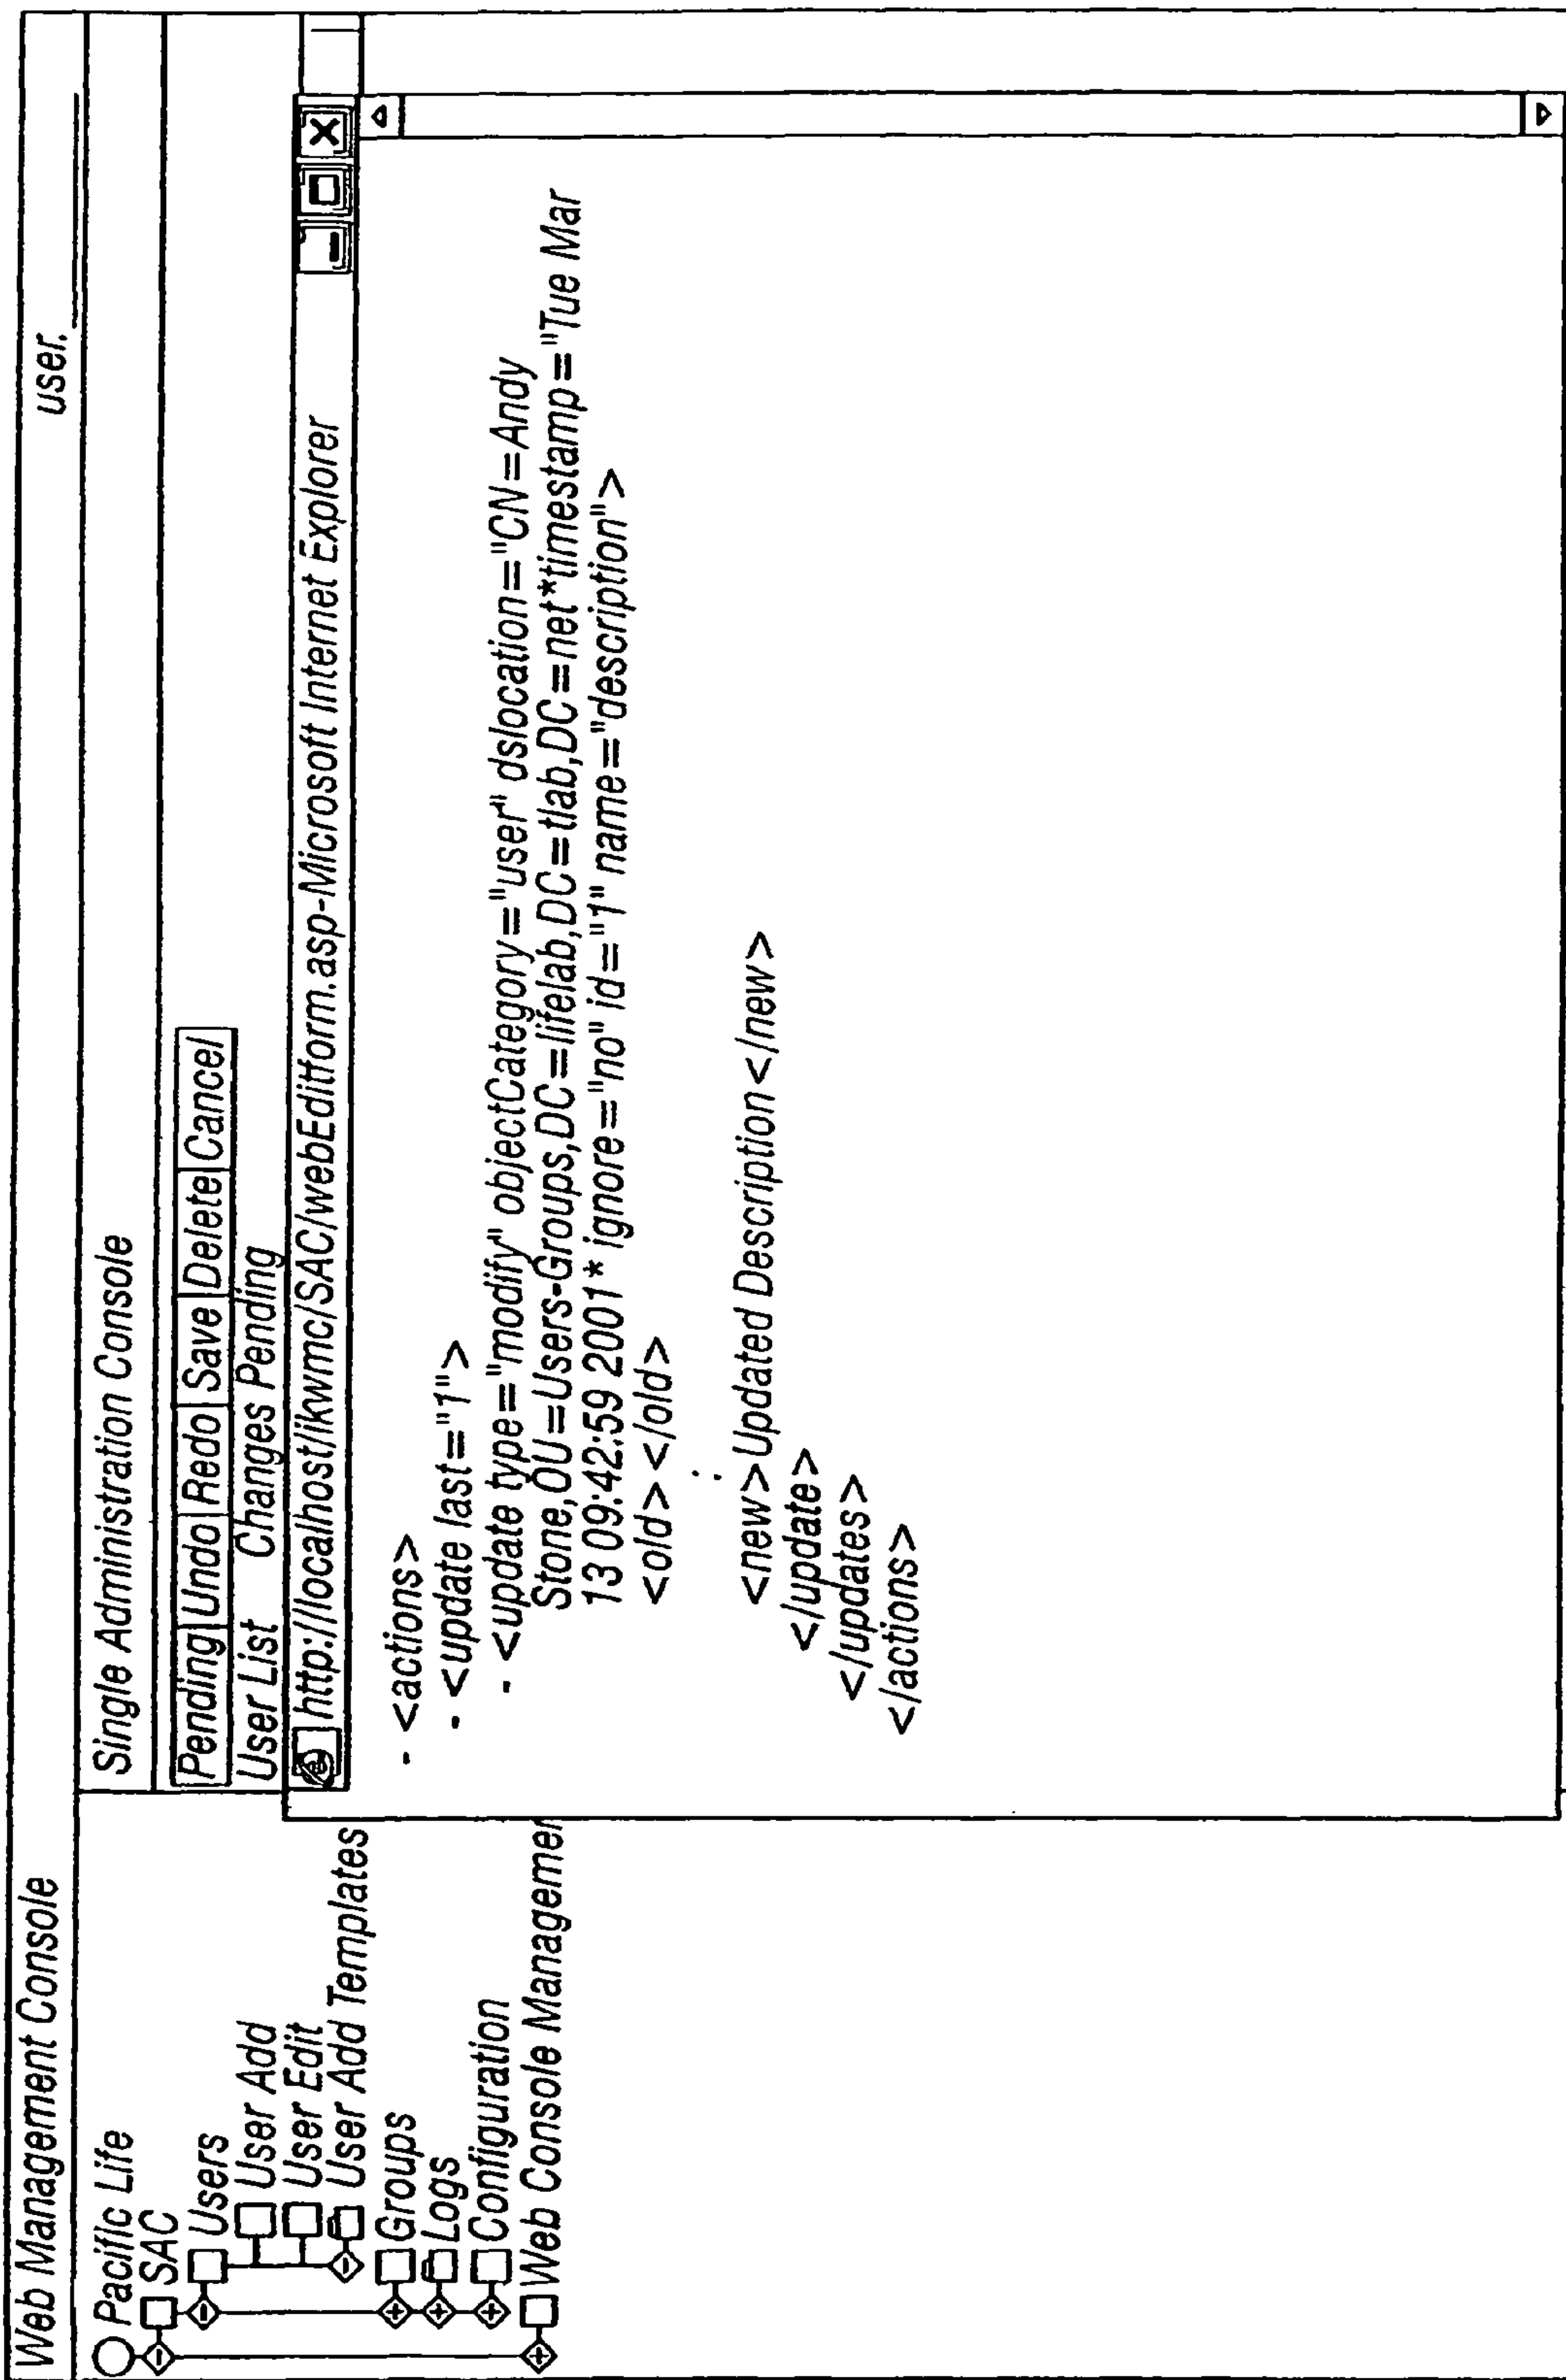 Web Management Console
user.
Pacific Life
SAC
Users
User Add
User Edit
User Add Templates
Groups
Logs
Configuration
Web Console Managemen
Single Administration Console
Pending Undo Redo Save Delete Cancel
User List Changes Pending
http://localhost/ikwmc/SAC/webEditform.asp-Microsoft Internet Explorer
- <actions>
- <update last="1">
- <update type="modify" objectCategory="user" dslocation="CN=Andy
Stone,OU=Users-Groups,DC=lifelab,DC=tlab,DC=net*timestamp="Tue Mar
13 09:42:59 2001* ignore="no" id="1" name="description">
<old> </old>
<new>Updated Description</new>
</update>
</updates>
</actions>